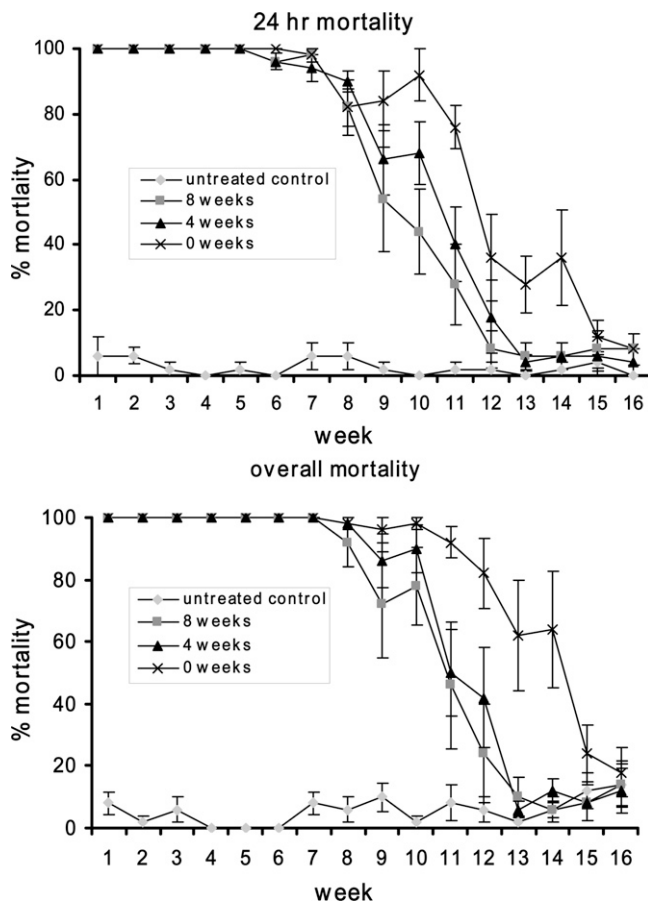 24 hr mortality
100
80
60
40
20
0
% mortlaity
untreated control
8 weeks
4 weeks
0 weeks
1 2 3 4 5 6 7 8 9 10 11 12 13 14 15 16
week
overall mortality
100
80
60
40
20
0
% mortality
untreated control
8 weeks
4 weeks
0 weeks
1 2 3 4 5 6 7 8 9 10 11 12 13 14 15 16
week